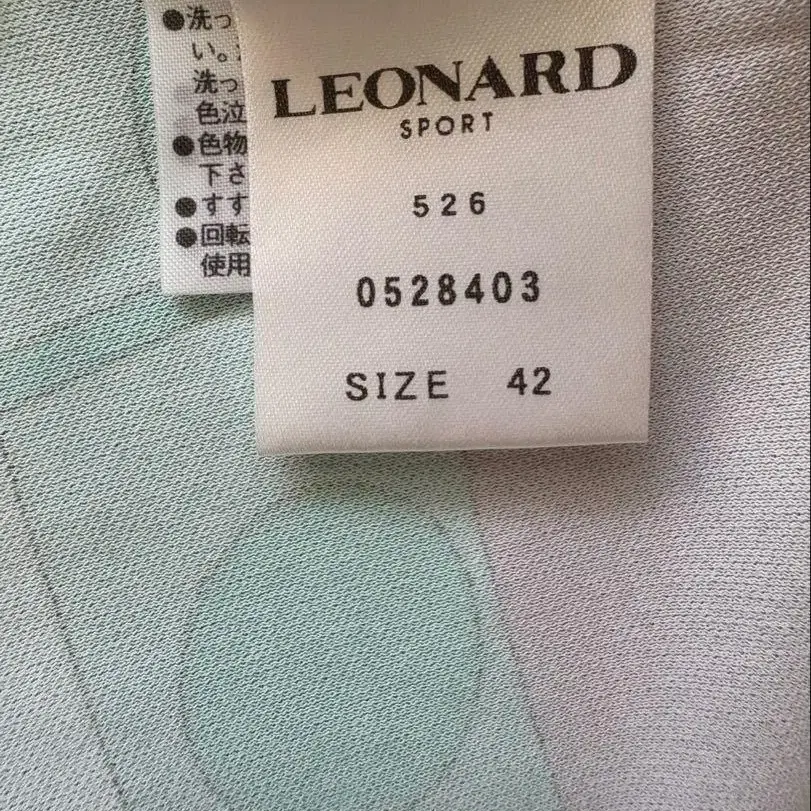 ●洗っ
い。
洗っ
色泣
●色物
下さ
●すす
●回転
使用
LEONARD
SPORT
526
0528403
SIZE 42